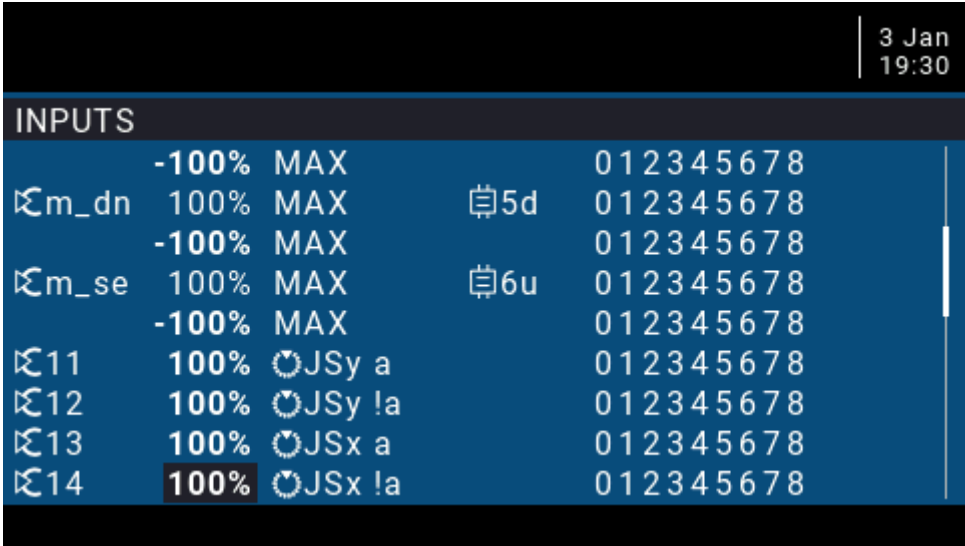 3 Jan
19:30
INPUTS
-100% MAX 012345678
m_dn 100% MAX 5d 012345678
-100% MAX 012345678
m_se 100% MAX 6u 012345678
-100% MAX 012345678
11 100% JSy a 012345678
12 100% JSy !a 012345678
13 100% JSx a 012345678
14 100% JSx !a 012345678